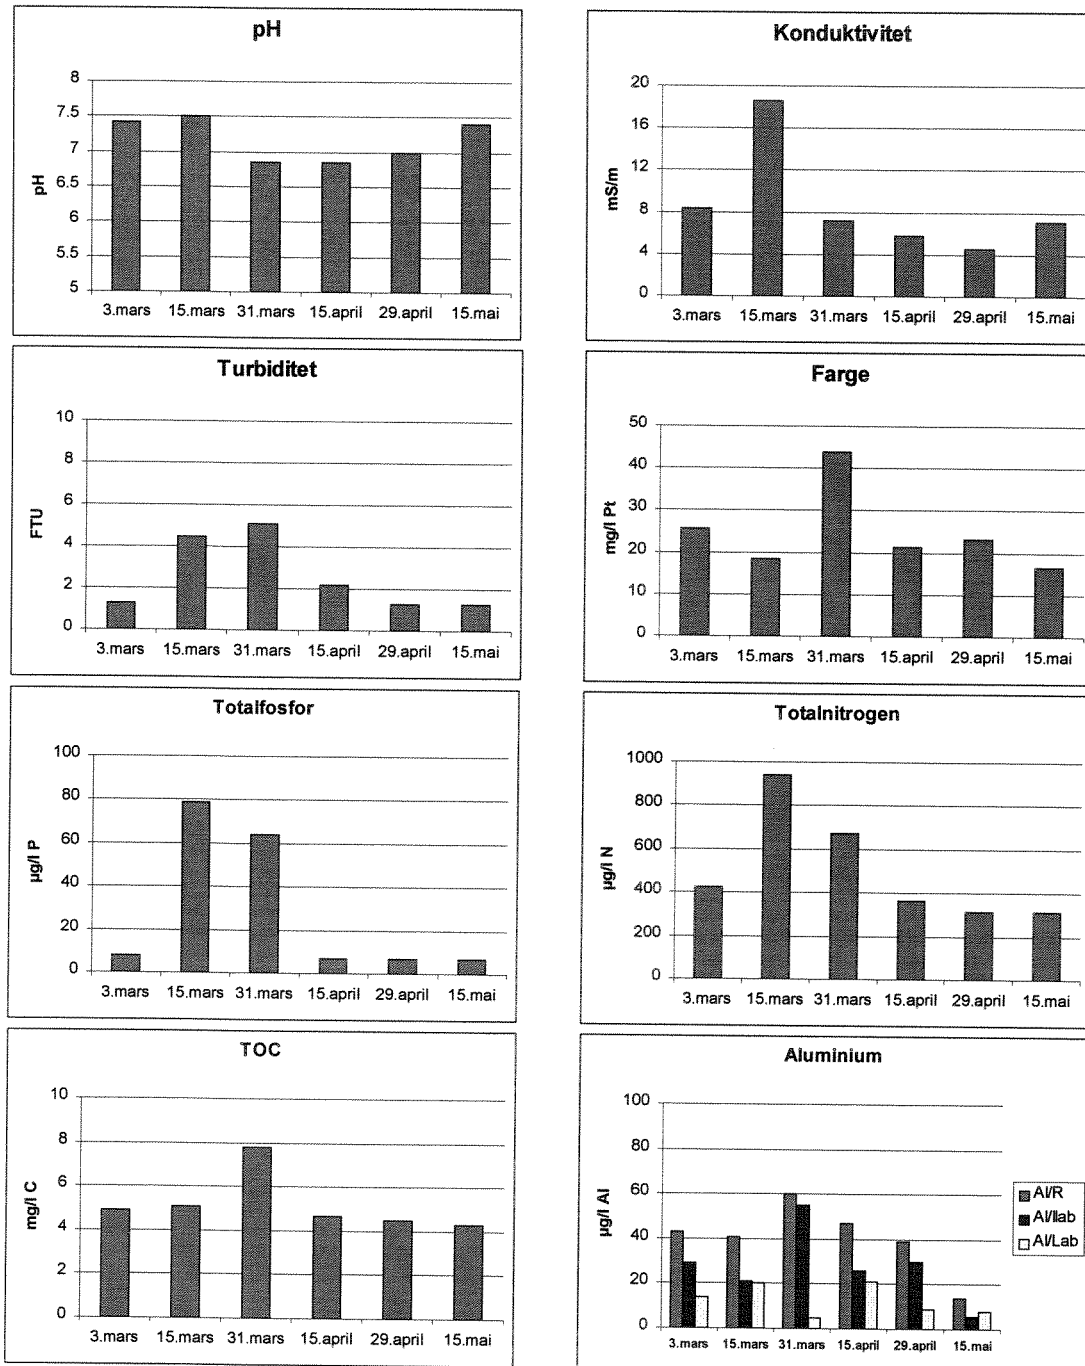 pH
8
7.5
7
6.5
6
5.5
5
pH
3.mars 15.mars 31.mars 15.april 29.april 15.mai
Konduktivitet
20
16
12
8
4
0
mS/m
3.mars 15.mars 31.mars 15.april 29.april 15.mai
Turbiditet
10
8
6
4
2
0
FTU
3.mars 15.mars 31.mars 15.april 29.april 15.mai
Farge
50
40
30
20
10
0
mg/l Pt
3.mars 15.mars 31.mars 15.april 29.april 15.mai
Totalfosfor
100
80
60
40
20
0
µg/l P
3.mars 15.mars 31.mars 15.april 29.april 15.mai
Totalnitrogen
1000
800
600
400
200
0
µg/l N
3.mars 15.mars 31.mars 15.april 29.april 15.mai
TOC
10
8
6
4
2
0
mg/l C
3.mars 15.mars 31.mars 15.april 29.april 15.mai
Aluminium
100
80
60
40
20
0
µg/l Al
3.mars 15.mars 31.mars 15.april 29.april 15.mai
Al/R
Al/Ilab
Al/Lab